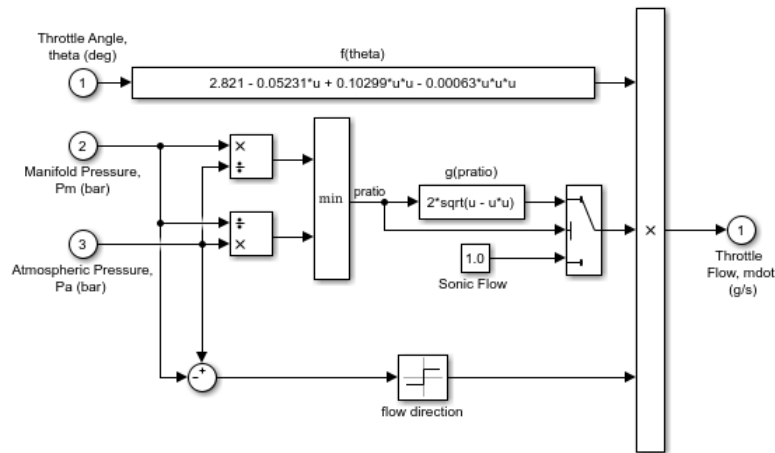 Throttle Angle,
theta (deg)
1
f(theta)
2.821 - 0.05231*u + 0.10299*u*u - 0.00063*u*u*u
2
Manifold Pressure,
Pm (bar)
×
÷
min
pratio
g(pratio)
2*sqrt(u - u*u)
3
Atmospheric Pressure,
Pa (bar)
÷
×
1.0
Sonic Flow
×
1
Throttle
Flow, mdot
(g/s)
+
−
flow direction